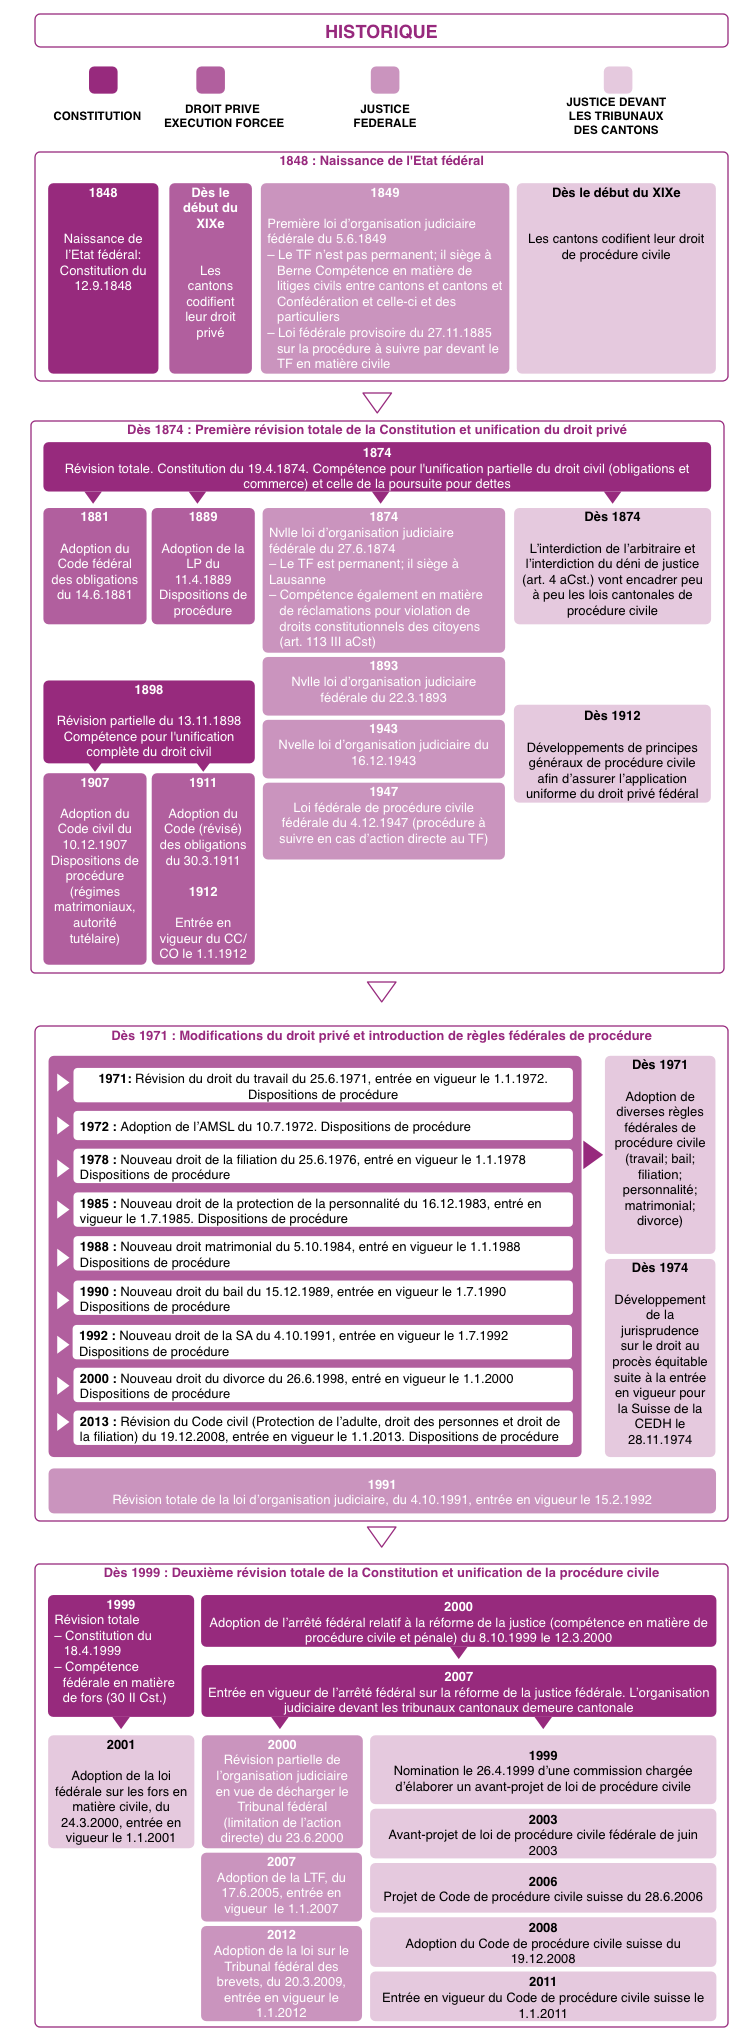 HISTORIQUE
CONSTITUTION
DROIT PRIVE
EXECUTION FORCEE
JUSTICE
FEDERALE
JUSTICE DEVANT
LES TRIBUNAUX
DES CANTONS
1848 : Naissance de l'Etat fédéral
1848
Naissance de
l’Etat fédéral:
Constitution du
12.9.1848
Dès le
début du
XIXe
Les
cantons
codifient
leur droit
privé
1849
Première loi d’organisation judiciaire
fédérale du 5.6.1849
– Le TF n’est pas permanent; il siège à
Berne Compétence en matière de
litiges civils entre cantons et cantons et
Confédération et celle-ci et des
particuliers
– Loi fédérale provisoire du 27.11.1885
sur la procédure à suivre par devant le
TF en matière civile
Dès le début du XIXe
Les cantons codifient leur droit
de procédure civile
Dès 1874 : Première révision totale de la Constitution et unification du droit privé
1874
Révision totale. Constitution du 19.4.1874. Compétence pour l'unification partielle du droit civil (obligations et
commerce) et celle de la poursuite pour dettes
1881
Adoption du
Code fédéral
des obligations
du 14.6.1881
1889
Adoption de la
LP du
11.4.1889
Dispositions de
procédure
1874
Nvlle loi d’organisation judiciaire
fédérale du 27.6.1874
– Le TF est permanent; il siège à
Lausanne
– Compétence également en matière
de réclamations pour violation de
droits constitutionnels des citoyens
(art. 113 III aCst)
Dès 1874
L’interdiction de l’arbitraire et
l’interdiction du déni de justice
(art. 4 aCst.) vont encadrer peu
à peu les lois cantonales de
procédure civile
1893
Nvlle loi d’organisation judiciaire
fédérale du 22.3.1893
1898
Révision partielle du 13.11.1898
Compétence pour l'unification
complète du droit civil
1943
Nvelle loi d’organisation judiciaire du
16.12.1943
Dès 1912
Développements de principes
généraux de procédure civile
afin d’assurer l’application
uniforme du droit privé fédéral
1907
Adoption du
Code civil du
10.12.1907
Dispositions de
procédure
(régimes
matrimoniaux,
autorité
tutélaire)
1911
Adoption du
Code (révisé)
des obligations
du 30.3.1911
1912
Entrée en
vigueur du CC/
CO le 1.1.1912
1947
Loi fédérale de procédure civile
fédérale du 4.12.1947 (procédure à
suivre en cas d’action directe au TF)
Dès 1971 : Modifications du droit privé et introduction de règles fédérales de procédure
1971: Révision du droit du travail du 25.6.1971, entrée en vigueur le 1.1.1972.
Dispositions de procédure
1972 : Adoption de l’AMSL du 10.7.1972. Dispositions de procédure
1978 : Nouveau droit de la filiation du 25.6.1976, entré en vigueur le 1.1.1978
Dispositions de procédure
1985 : Nouveau droit de la protection de la personnalité du 16.12.1983, entré en
vigueur le 1.7.1985. Dispositions de procédure
1988 : Nouveau droit matrimonial du 5.10.1984, entré en vigueur le 1.1.1988
Dispositions de procédure
1990 : Nouveau droit du bail du 15.12.1989, entrée en vigueur le 1.7.1990
Dispositions de procédure
1992 : Nouveau droit de la SA du 4.10.1991, entrée en vigueur le 1.7.1992
Dispositions de procédure
2000 : Nouveau droit du divorce du 26.6.1998, entré en vigueur le 1.1.2000
Dispositions de procédure
2013 : Révision du Code civil (Protection de l’adulte, droit des personnes et droit de
la filiation) du 19.12.2008, entrée en vigueur le 1.1.2013. Dispositions de procédure
Dès 1971
Adoption de
diverses règles
fédérales de
procédure civile
(travail; bail;
filiation;
personnalité;
matrimonial;
divorce)
Dès 1974
Développement
de la
jurisprudence
sur le droit au
procès équitable
suite à la entrée
en vigueur pour
la Suisse de la
CEDH le
28.11.1974
1991
Révision totale de la loi d’organisation judiciaire, du 4.10.1991, entrée en vigueur le 15.2.1992
Dès 1999 : Deuxième révision totale de la Constitution et unification de la procédure civile
1999
Révision totale
– Constitution du
18.4.1999
– Compétence
fédérale en matière
de fors (30 II Cst.)
2000
Adoption de l’arrêté fédéral relatif à la réforme de la justice (compétence en matière de
procédure civile et pénale) du 8.10.1999 le 12.3.2000
2007
Entrée en vigueur de l’arrêté fédéral sur la réforme de la justice fédérale. L’organisation
judiciaire devant les tribunaux cantonaux demeure cantonale
2001
Adoption de la loi
fédérale sur les fors en
matière civile, du
24.3.2000, entrée en
vigueur le 1.1.2001
2000
Révision partielle de
l’organisation judiciaire
en vue de décharger le
Tribunal fédéral
(limitation de l’action
directe) du 23.6.2000
2007
Adoption de la LTF, du
17.6.2005, entrée en
vigueur le 1.1.2007
2012
Adoption de la loi sur le
Tribunal fédéral des
brevets, du 20.3.2009,
entrée en vigueur le
1.1.2012
1999
Nomination le 26.4.1999 d’une commission chargée
d’élaborer un avant-projet de loi de procédure civile
2003
Avant-projet de loi de procédure civile fédérale de juin
2003
2006
Projet de Code de procédure civile suisse du 28.6.2006
2008
Adoption du Code de procédure civile suisse du
19.12.2008
2011
Entrée en vigueur du Code de procédure civile suisse le
1.1.2011